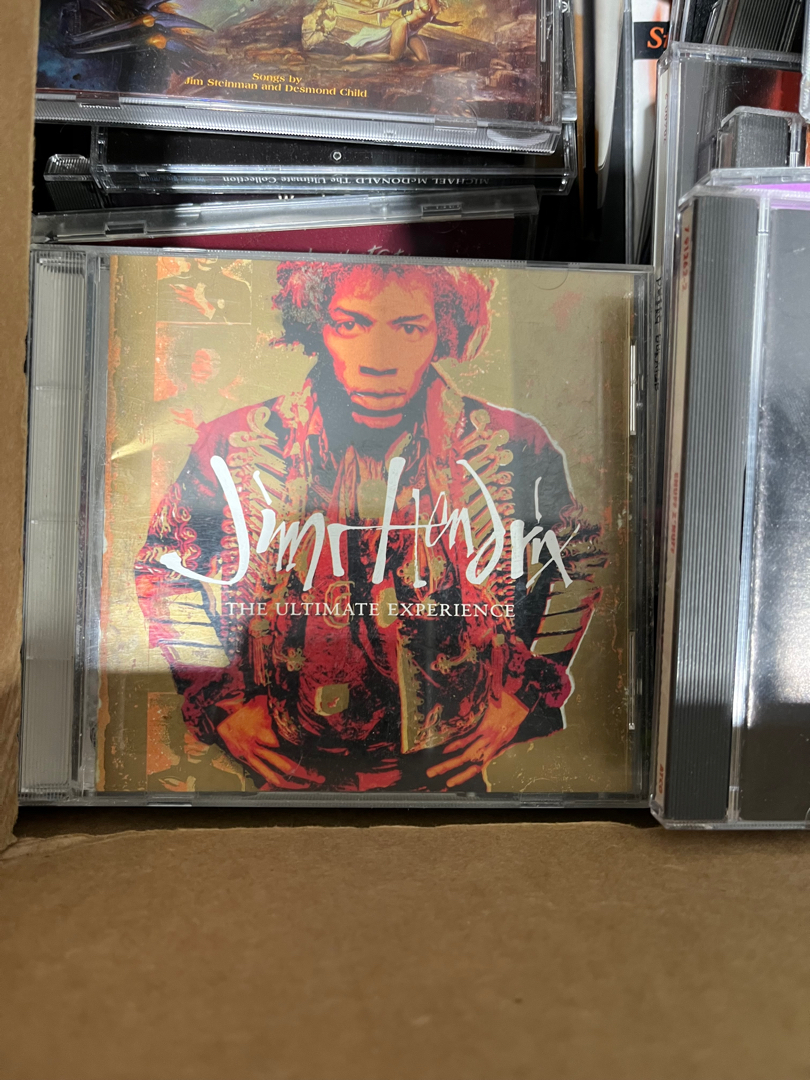 Songs by
Jim Steinman and Desmond Child
MICHAEL McDONALD The Ultimate Collection
Jimi Hendrix
THE ULTIMATE EXPERIENCE